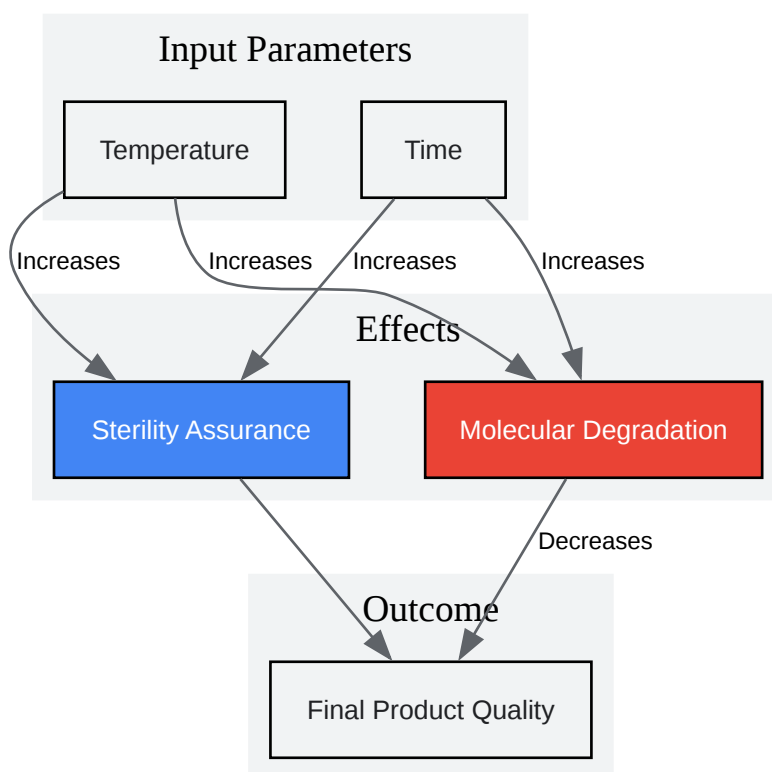 Input Parameters
Temperature
Time
Increases
Increases
Increases
Increases
Effects
Sterility Assurance
Molecular Degradation
Decreases
Outcome
Final Product Quality